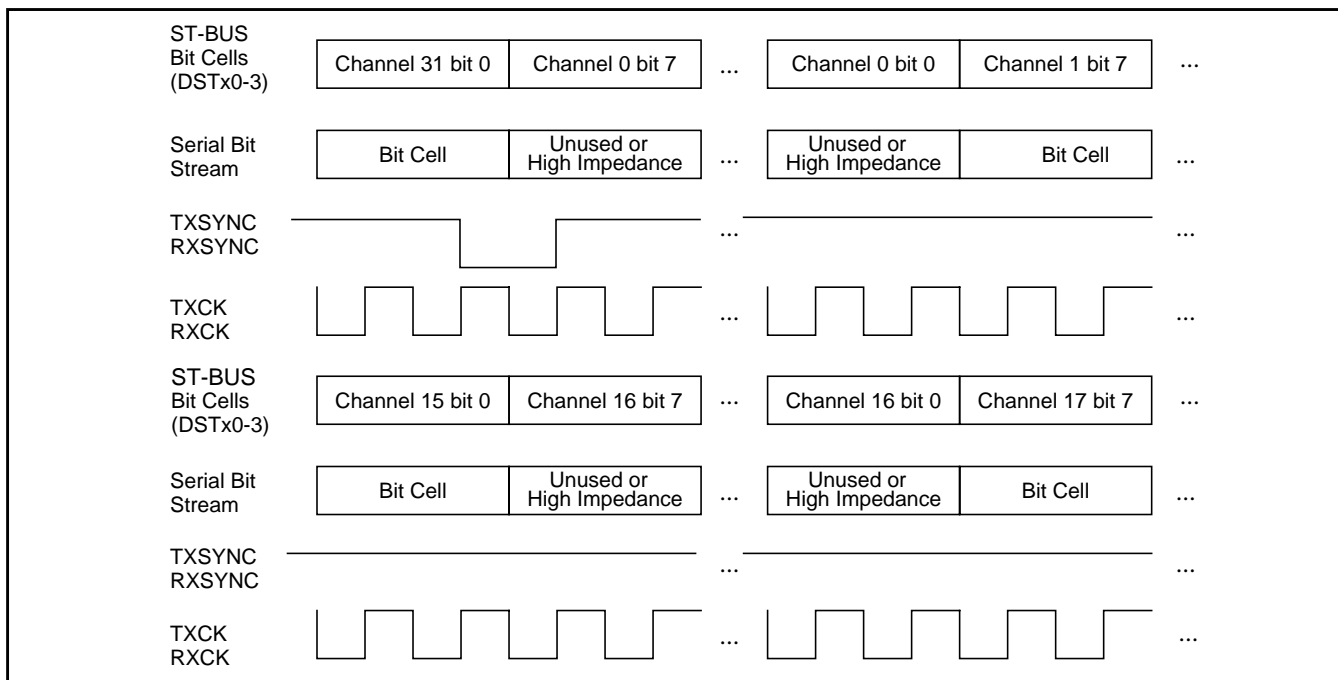 ST-BUS
Bit Cells
(DSTx0-3)
Channel 31 bit 0
Channel 0 bit 7
...
Channel 0 bit 0
Channel 1 bit 7
...
Serial Bit
Stream
Bit Cell
Unused or
High Impedance
...
Unused or
High Impedance
Bit Cell
...
TXSYNC
RXSYNC
...
...
TXCK
RXCK
...
...
ST-BUS
Bit Cells
(DSTx0-3)
Channel 15 bit 0
Channel 16 bit 7
...
Channel 16 bit 0
Channel 17 bit 7
...
Serial Bit
Stream
Bit Cell
Unused or
High Impedance
...
Unused or
High Impedance
Bit Cell
...
TXSYNC
RXSYNC
...
...
TXCK
RXCK
...
...